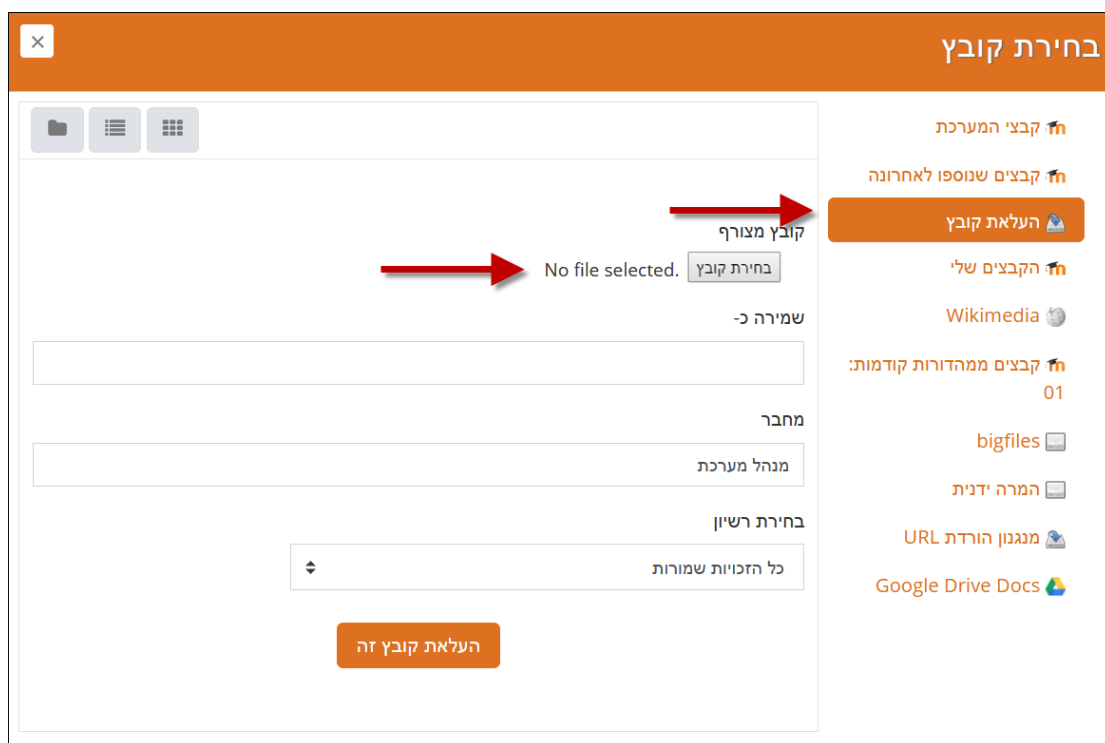 בחירת קובץ
קבצי המערכת
קבצים שנוספו לאחרונה
העלאת קובץ
הקבצים שלי
Wikimedia
קבצים ממהדורות קודמות:
01
bigfiles
המרה ידנית
מנגנון הורדת URL
Google Drive Docs
קובץ מצורף
בחירת קובץ No file selected.
שמירה כ-
מחבר
מנהל מערכת
בחירת רשיון
כל הזכויות שמורות
העלאת קובץ זה